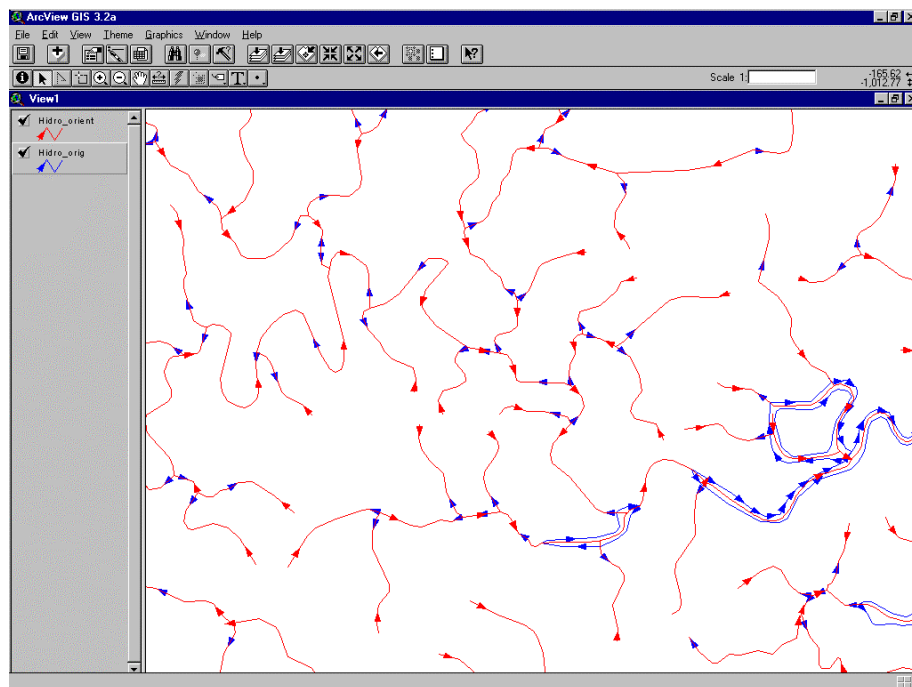 ArcView GIS 3.2a
File Edit View Theme Graphics Window Help
Scale 1:
-165.62
-1,012.77
View1
Hidro_orient
Hidro_orig